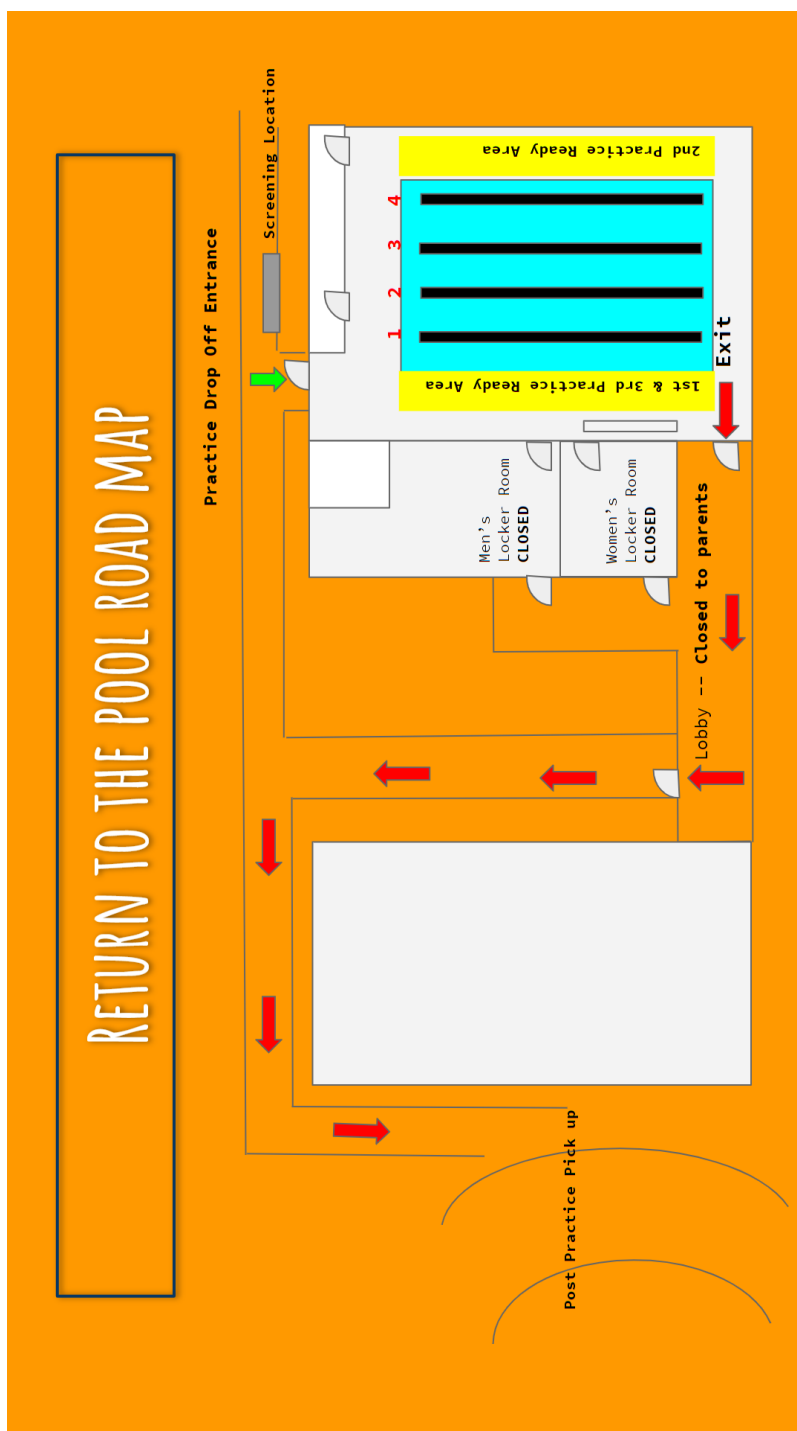 RETURN TO THE POOL ROAD MAP
Practice Drop Off Entrance
Screening Location
4
3
2
1
2nd Practice Ready Area
1st & 3rd Practice Ready Area
Exit
Men’s
Locker Room
CLOSED
Women’s
Locker Room
CLOSED
Lobby -- Closed to parents
Post Practice Pick up